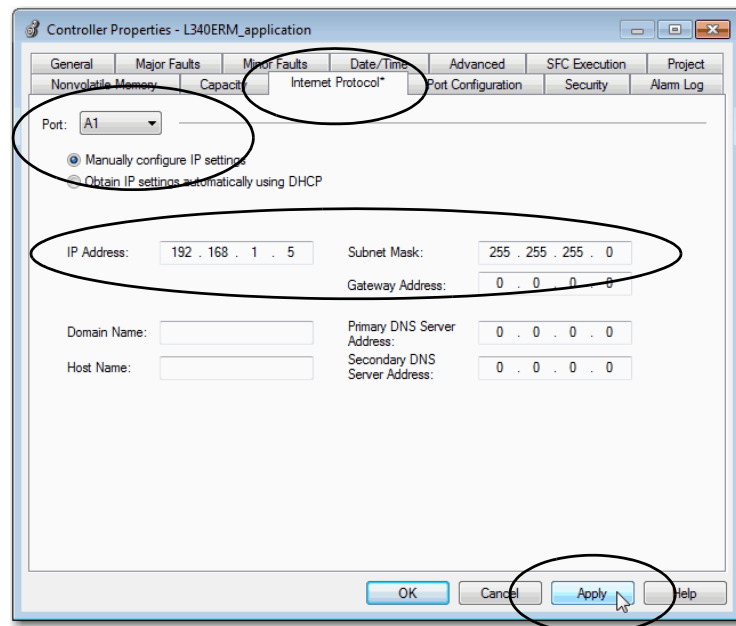 Controller Properties - L340ERM_application
General Major Faults Minor Faults Date/Time Advanced SFC Execution Project
Nonvolatile Memory Capacity Internet Protocol* Port Configuration Security Alarm Log
Port: A1
Manually configure IP settings
Obtain IP settings automatically using DHCP
IP Address: 192 . 168 . 1 . 5 Subnet Mask: 255 . 255 . 255 . 0
Gateway Address: 0 . 0 . 0 . 0
Domain Name: Primary DNS Server Address: 0 . 0 . 0 . 0
Host Name: Secondary DNS Server Address: 0 . 0 . 0 . 0
OK Cancel Apply Help